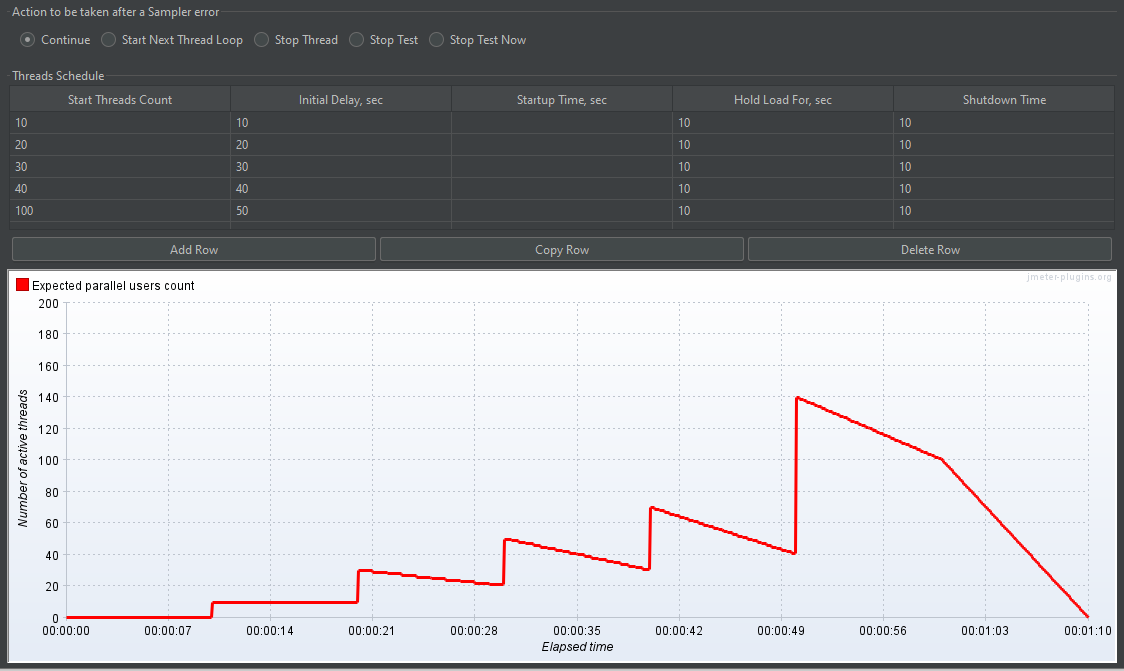 Action to be taken after a Sampler error
Continue Start Next Thread Loop Stop Thread Stop Test Stop Test Now
Threads Schedule
Start Threads Count Initial Delay, sec Startup Time, sec Hold Load For, sec Shutdown Time
10 10 10 10
20 20 10 10
30 30 10 10
40 40 10 10
100 50 10 10
Add Row Copy Row Delete Row
jmeter-plugins.org
Expected parallel users count
200
180
160
140
120
100
80
60
40
20
0
Number of active threads
00:00:00 00:00:07 00:00:14 00:00:21 00:00:28 00:00:35 00:00:42 00:00:49 00:00:56 00:01:03 00:01:10
Elapsed time